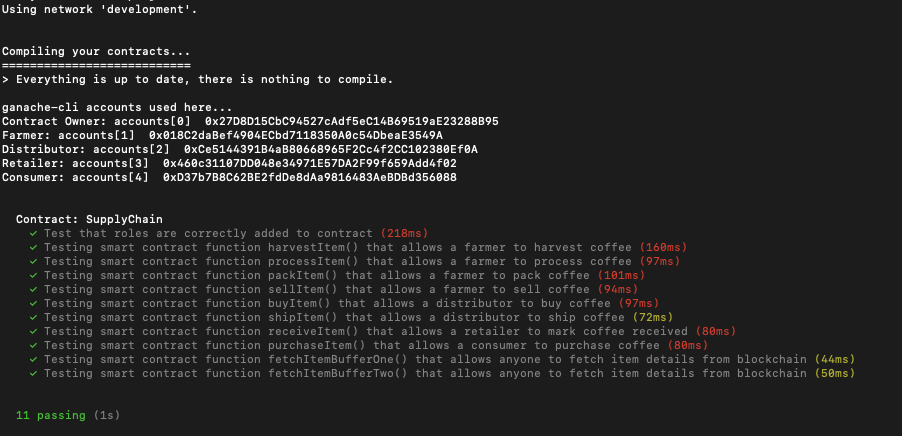 Using network 'development'.
Compiling your contracts...
===========================
> Everything is up to date, there is nothing to compile.
ganache-cli accounts used here...
Contract Owner: accounts[0]  0x27D8D15CbC94527cAdf5eC14B69519aE23288B95
Farmer: accounts[1]  0x018C2daBef4904ECbd7118350A0c54DbeaE3549A
Distributor: accounts[2]  0xCe5144391B4aB80668965F2Cc4f2CC102380Ef0A
Retailer: accounts[3]  0x460c31107DD048e34971E57DA2F99f659Add4f02
Consumer: accounts[4]  0xD37b7B8C62BE2fdDe8dAa9816483AeBDBd356088
Contract: SupplyChain
✓ Test that roles are correctly added to contract (218ms)
✓ Testing smart contract function harvestItem() that allows a farmer to harvest coffee (160ms)
✓ Testing smart contract function processItem() that allows a farmer to process coffee (97ms)
✓ Testing smart contract function packItem() that allows a farmer to pack coffee (101ms)
✓ Testing smart contract function sellItem() that allows a farmer to sell coffee (94ms)
✓ Testing smart contract function buyItem() that allows a distributor to buy coffee (97ms)
✓ Testing smart contract function shipItem() that allows a distributor to ship coffee (72ms)
✓ Testing smart contract function receiveItem() that allows a retailer to mark coffee received (80ms)
✓ Testing smart contract function purchaseItem() that allows a consumer to purchase coffee (80ms)
✓ Testing smart contract function fetchItemBufferOne() that allows anyone to fetch item details from blockchain (44ms)
✓ Testing smart contract function fetchItemBufferTwo() that allows anyone to fetch item details from blockchain (50ms)
11 passing (1s)